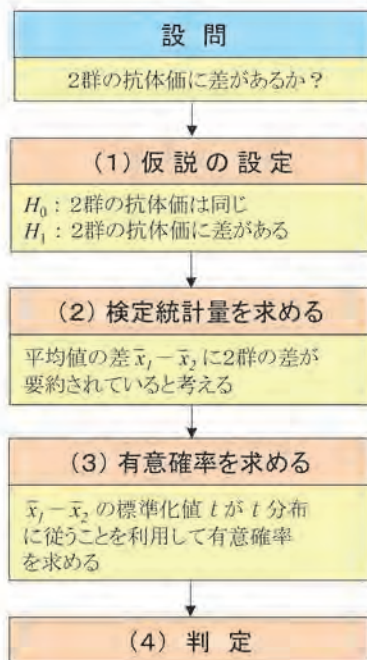 設 問
2群の抗体価に差があるか？
(1) 仮 説 の 設 定
H₀ : 2群の抗体価は同じ
H₁ : 2群の抗体価に差がある
(2) 検定統計量を求める
平均値の差 x̄₁ − x̄₂ に2群の差が
要約されていると考える
(3) 有意確率を求める
x̄₁ − x̄₂ の標準化値 t が t 分布
に従うことを利用して有意確率
を求める
(4) 判 定